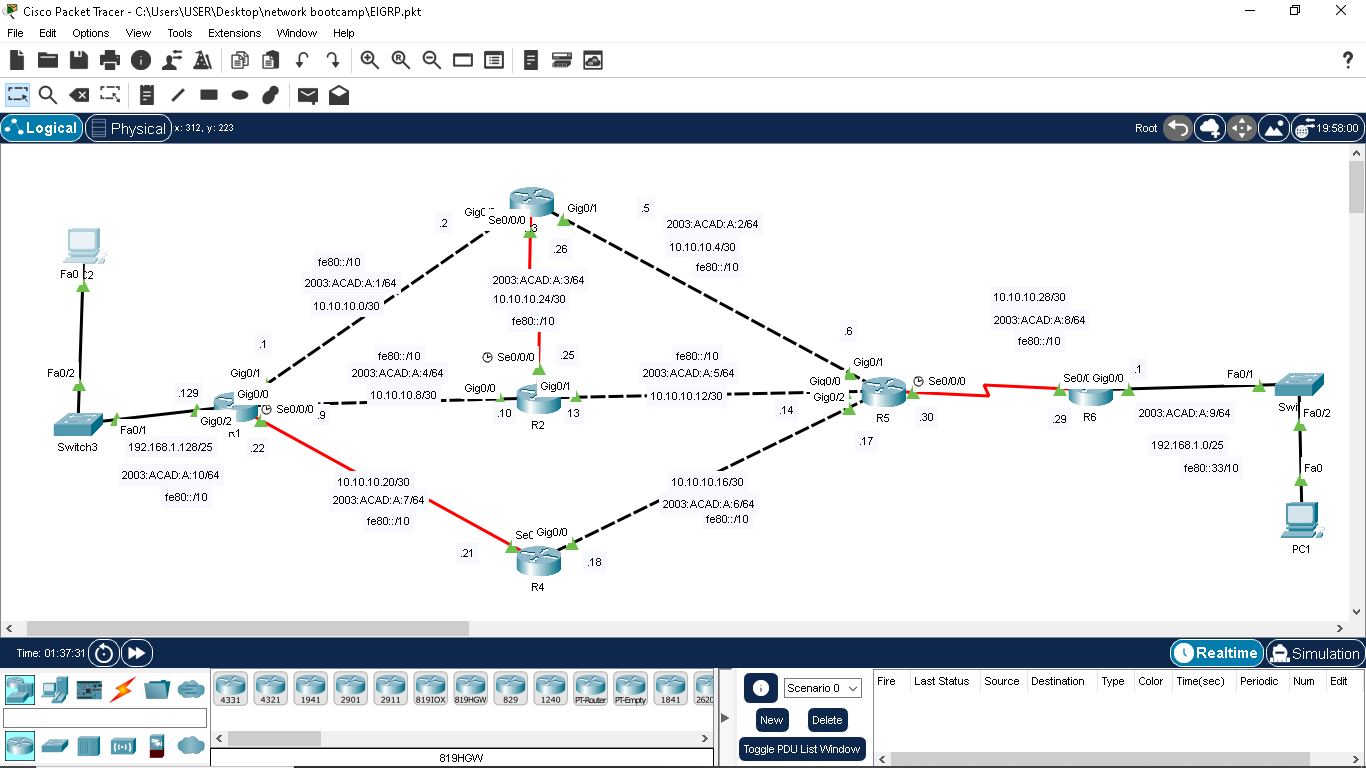 Cisco Packet Tracer - C:\Users\USER\Desktop\network bootcamp\EIGRP.pkt
File Edit Options View Tools Extensions Window Help
Logical Physical x: 312, y: 223 Root 19:58:00
.2 Se0/0/0 Gig0/1 .5
2003:ACAD:A:2/64
10.10.10.4/30
fe80::/10
.26
Fa0
fe80::/10
2003:ACAD:A:1/64
10.10.10.0/30
2003:ACAD:A:3/64
10.10.10.24/30
fe80::/10
10.10.10.28/30
2003:ACAD:A:8/64
fe80::/10
.1
.6
Se0/0/0 .25
Gig0/1
Fa0/2
fe80::/10
2003:ACAD:A:4/64
10.10.10.8/30
fe80::/10
2003:ACAD:A:5/64
10.10.10.12/30
Gig0/1
Gig0/0
Gig0/2
Se0/0/0
.129 Gig0/0 Se0/0/0 .9
Gig0/2
R1
Gig0/0 Gig0/1
.10 R2 13
.14 R5 .30
.17
Gig0/0 .1
.29 R6
Fa0/1
Fa0/2
Fa0/1
Switch3
192.168.1.128/25
.22
2003:ACAD:A:10/64
fe80::/10
2003:ACAD:A:9/64
192.168.1.0/25
fe80::33/10
Fa0
PC1
10.10.10.20/30
2003:ACAD:A:7/64
fe80::/10
10.10.10.16/30
2003:ACAD:A:6/64
fe80::/10
Gig0/0
.21 .18
R4
Time: 01:37:31 Realtime Simulation
4331 4321 1941 2901 2911 819IOX 819HGW 829 1240 PT-Router PT-Empty 1841
819HGW
Scenario 0
New Delete
Toggle PDU List Window
Fire Last Status Source Destination Type Color Time(sec) Periodic Num Edit